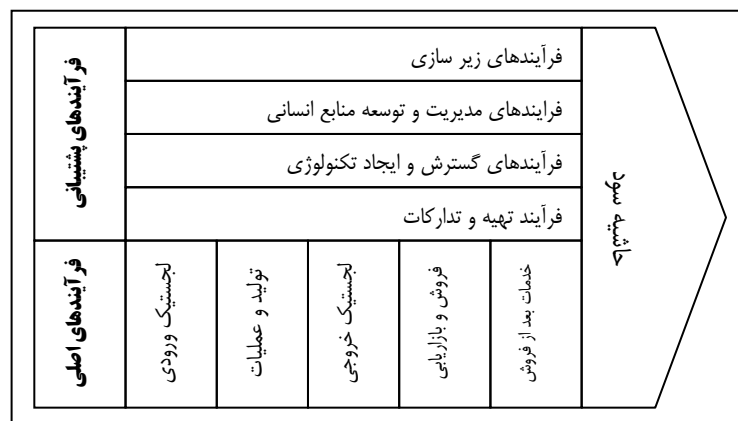 فرآیندهای پشتیبانی
فرآیندهای زیر سازی
فرایندهای مدیریت و توسعه منابع انسانی
فرآیندهای گسترش و ایجاد تکنولوژی
فرآیند تهیه و تدارکات
فرآیندهای اصلی
لجستیک ورودی
تولید و عملیات
لجستیک خروجی
فروش و بازاریابی
خدمات بعد از فروش
حاشیه سود